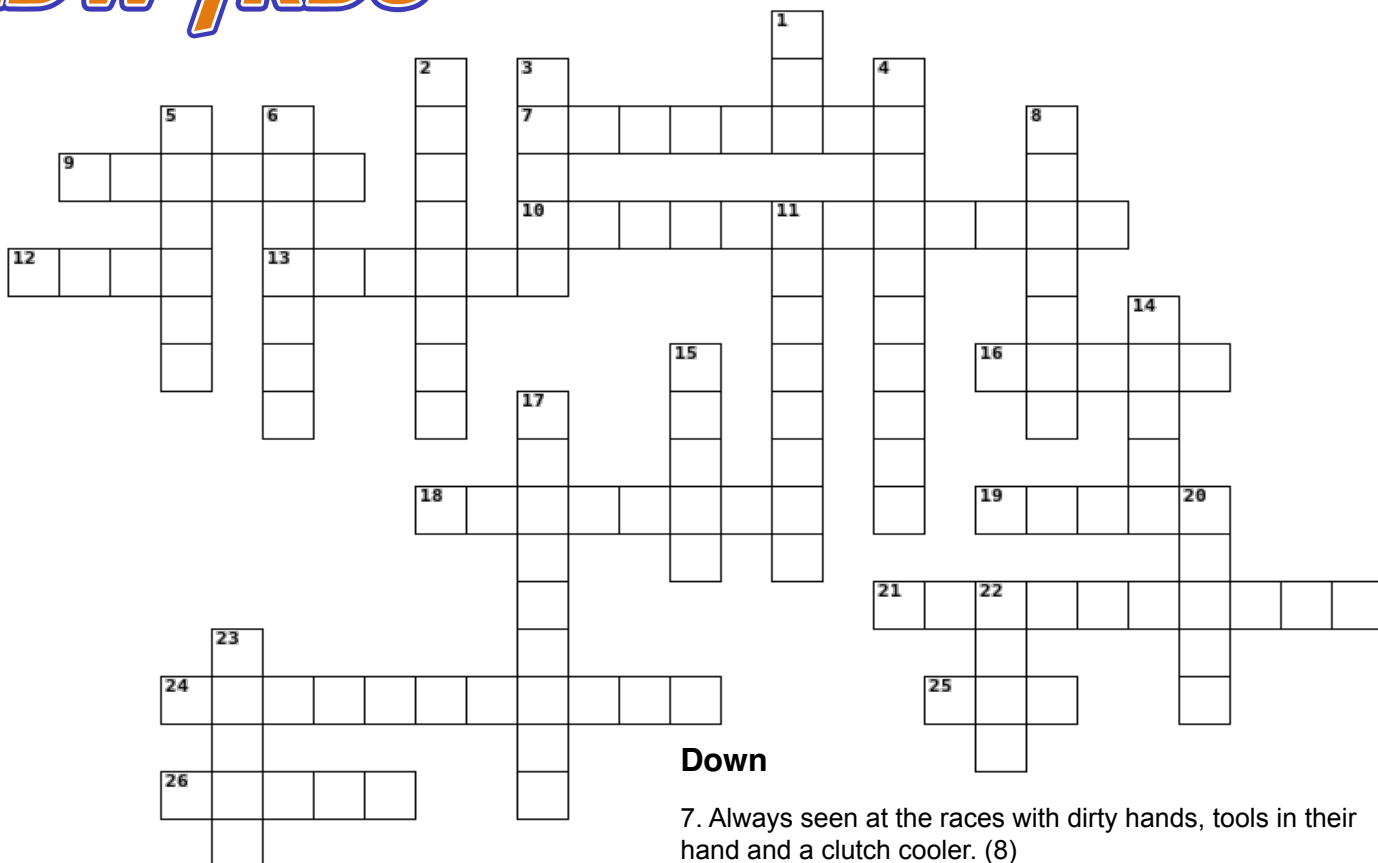 1
2 3 4
5 6 7 8
9
10 11
12 13
14
15 16
17
18 19 20
21 22
23
24 25
Down
26
7. Always seen at the races with dirty hands, tools in their
hand and a clutch cooler. (8)